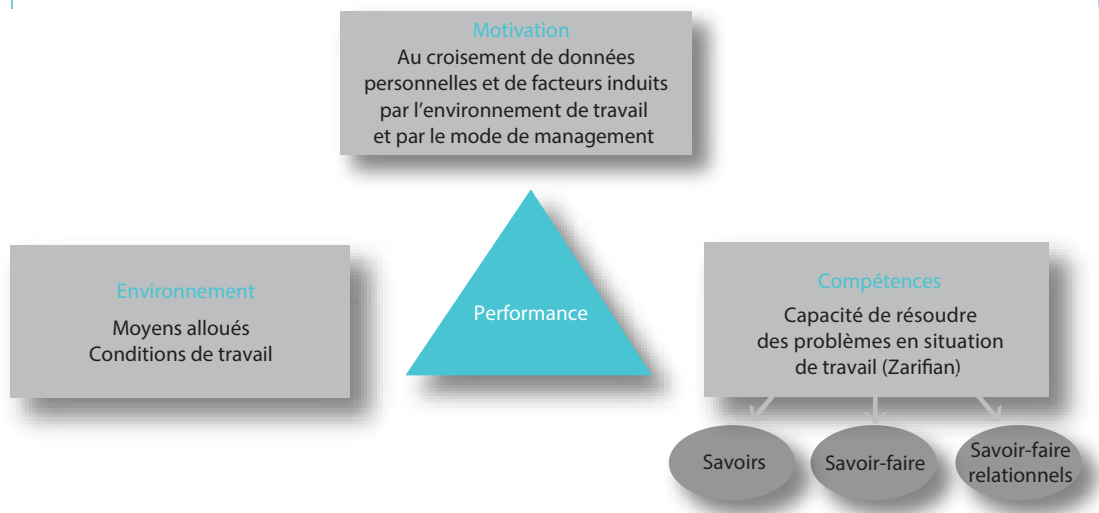 Motivation
Au croisement de données
personnelles et de facteurs induits
par l'environnement de travail
et par le mode de management
Environnement
Moyens alloués
Conditions de travail
Performance
Compétences
Capacité de résoudre
des problèmes en situation
de travail (Zarifian)
Savoirs
Savoir-faire
Savoir-faire
relationnels